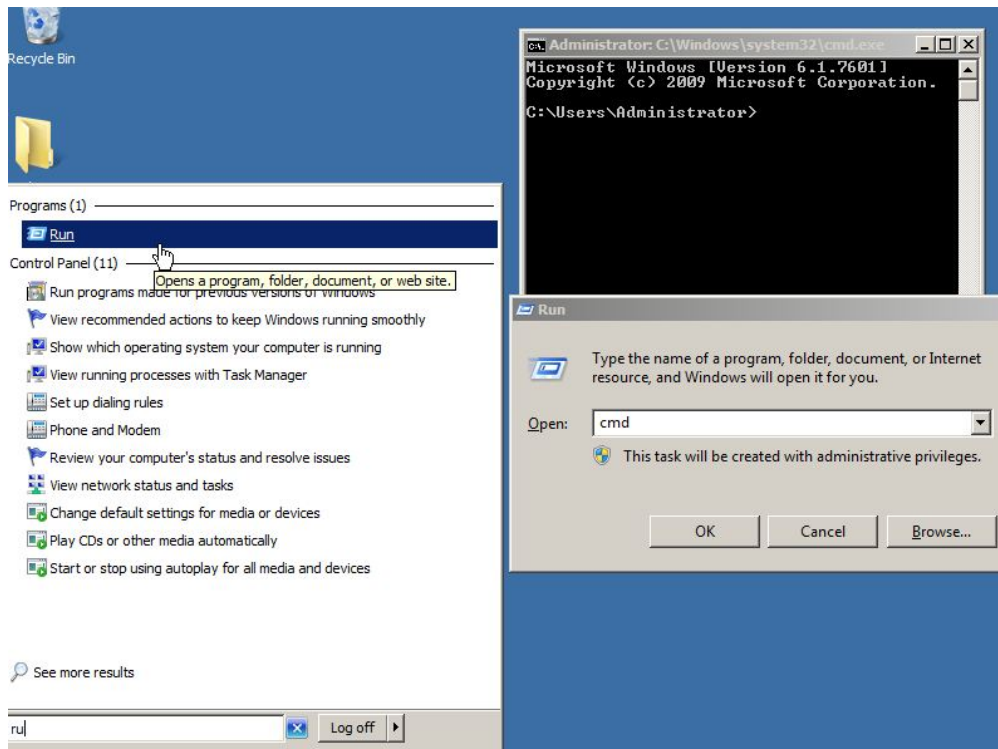 Recycle Bin
Administrator: C:\Windows\system32\cmd.exe
Microsoft Windows [Version 6.1.7601]
Copyright (c) 2009 Microsoft Corporation.
C:\Users\Administrator>
Programs (1)
Run
Control Panel (11)
Opens a program, folder, document, or web site.
Run programs made for previous versions of Windows
View recommended actions to keep Windows running smoothly
Show which operating system your computer is running
View running processes with Task Manager
Set up dialing rules
Phone and Modem
Review your computer's status and resolve issues
View network status and tasks
Change default settings for media or devices
Play CDs or other media automatically
Start or stop using autoplay for all media and devices
See more results
ru
Log off
Run
Type the name of a program, folder, document, or Internet
resource, and Windows will open it for you.
Open:
cmd
This task will be created with administrative privileges.
OK
Cancel
Browse...